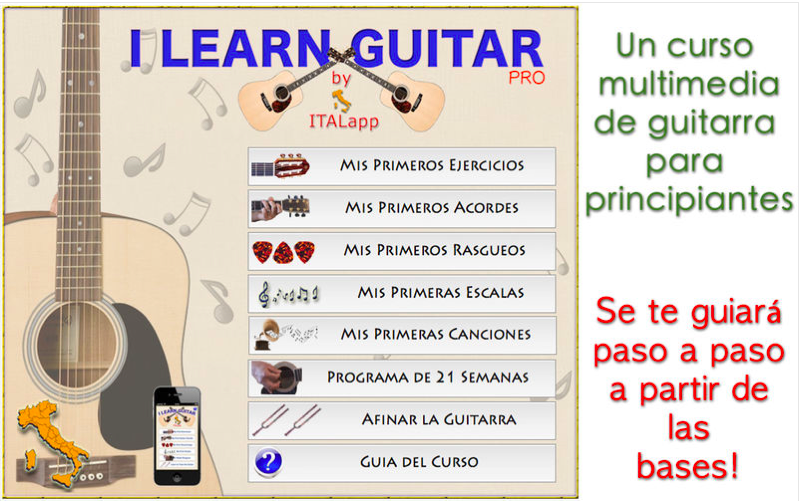 I LEARN GUITAR
PRO
by
ITALapp
Mis Primeros Ejercicios
Mis Primeros Acordes
Mis Primeros Rasgueos
Mis Primeras Escalas
Mis Primeras Canciones
Programa de 21 Semanas
Afinar la Guitarra
Guia del Curso
?
I LEARN GUITAR
Un curso
multimedia
de guitarra
para
principiantes
Se te guiará
paso a paso
a partir de
las
bases!